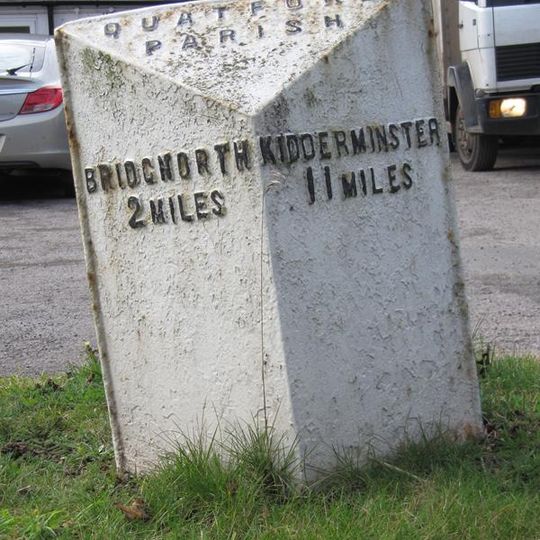 QUATFORD
PARISH
BRIDGNORTH
2 MILES
KIDDERMINSTER
11 MILES